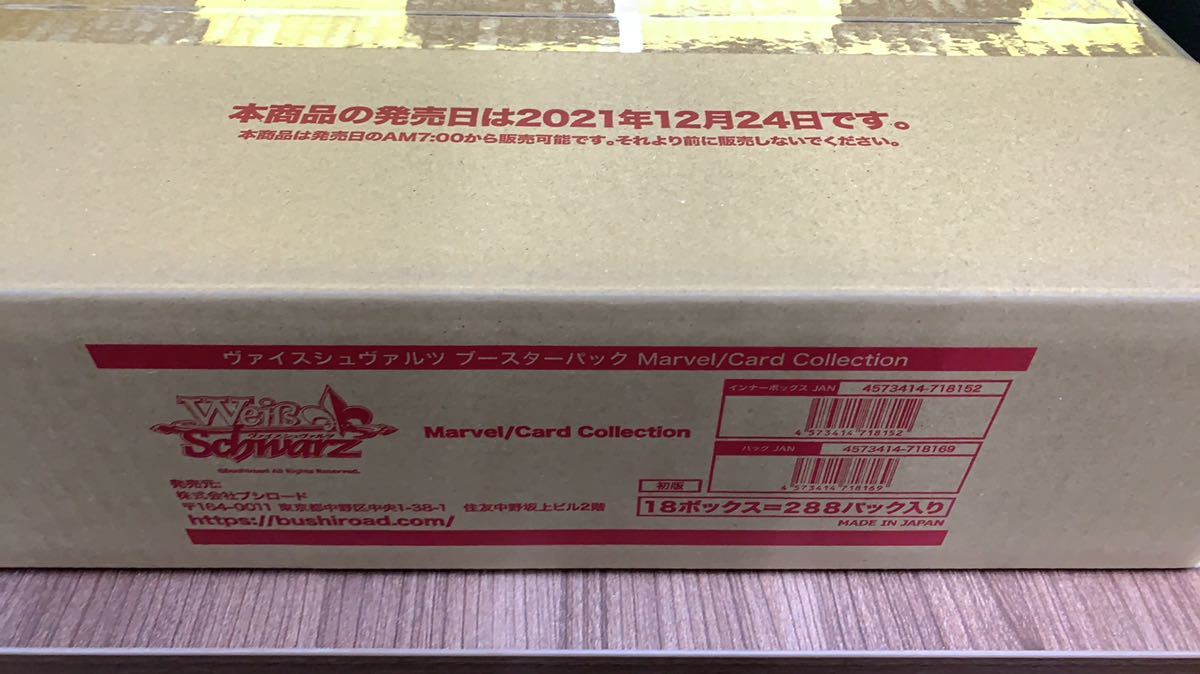 本商品の発売日は2021年12月24日です。
本商品は発売日のAM7:00から販売可能です。それより前に販売しないでください。
ヴァイスシュヴァルツ ブースターパック Marvel/Card Collection
Weiß Schwarz
ヴァイスシュヴァルツ
©bushiroad All Rights Reserved.
Marvel/Card Collection
インナーボックス JAN 4573414-718152
4 573414 718152
パック JAN 4573414-718169
4 573414 718169
発売元:
株式会社ブシロード
〒164-0011 東京都中野区中央1-38-1 住友中野坂上ビル2階
https://bushiroad.com/
初版
18ボックス=288パック入り
MADE IN JAPAN